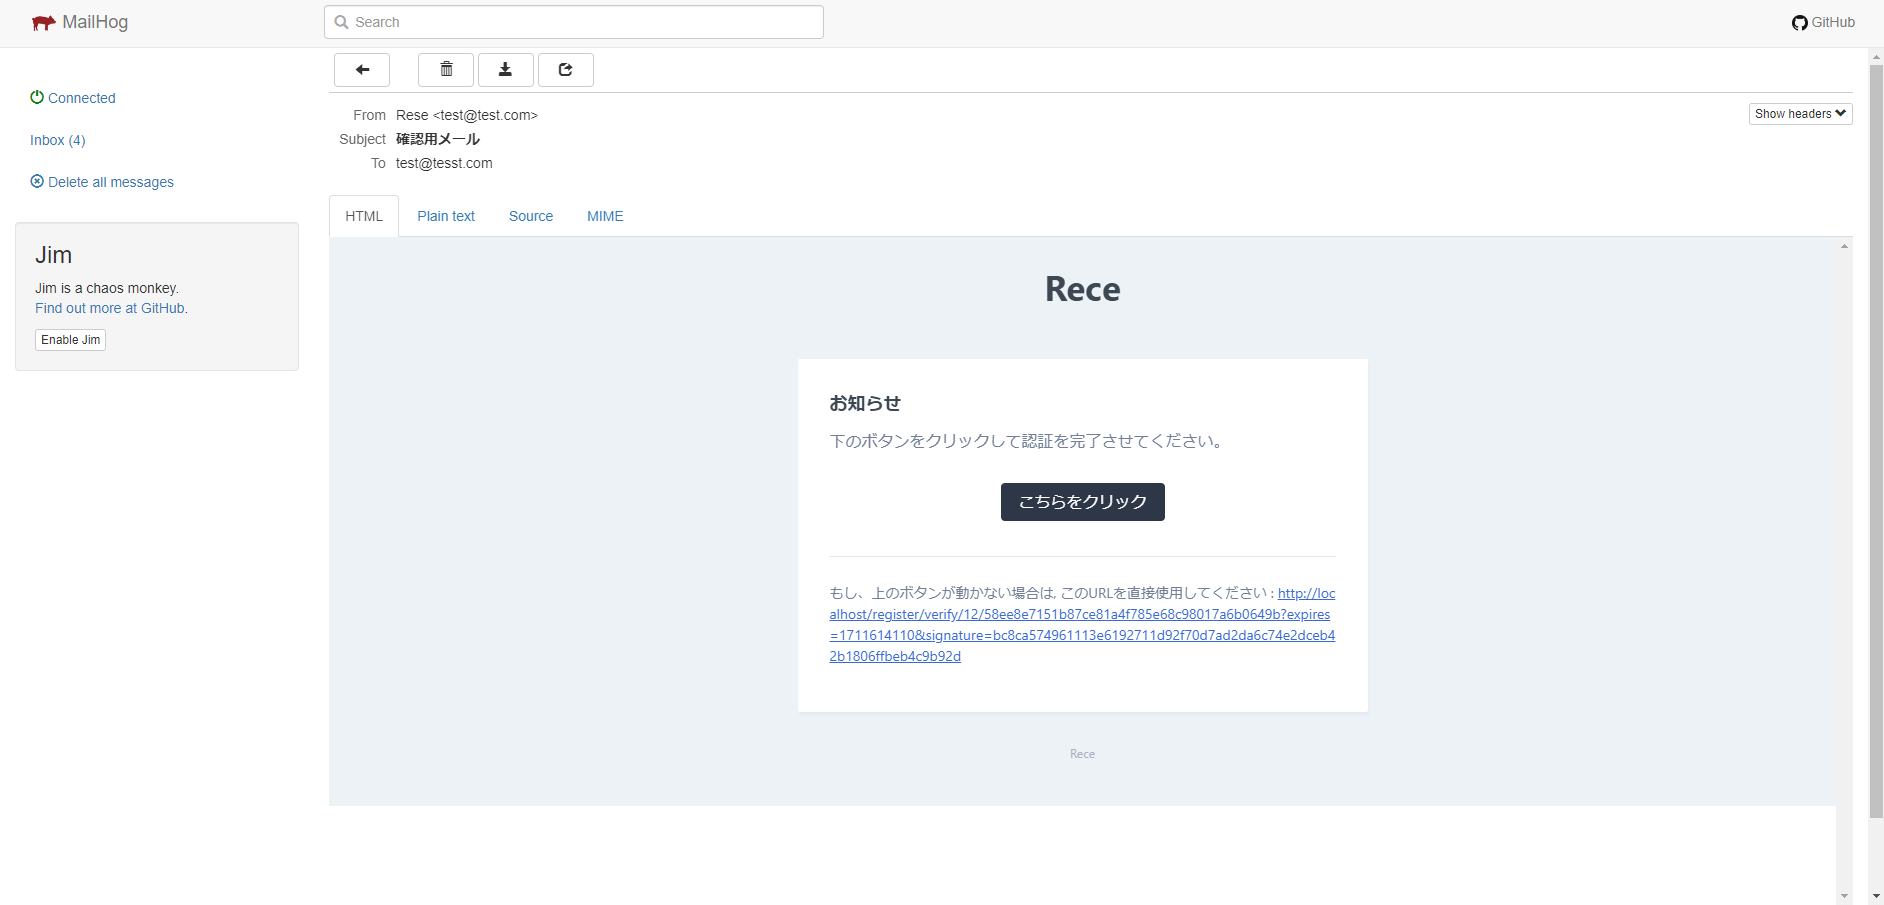 MailHog
Search
GitHub
Connected
Inbox (4)
Delete all messages
Jim
Jim is a chaos monkey.
Find out more at GitHub.
Enable Jim
From Rese <test@test.com>
Show headers
Subject 確認用メール
To test@tesst.com
HTML Plain text Source MIME
Rece
お知らせ
下のボタンをクリックして認証を完了させてください。
こちらをクリック
もし、上のボタンが動かない場合は, このURLを直接使用してください : http://loc
alhost/register/verify/12/58ee8e7151b87ce81a4f785e68c98017a6b0649b?expires
=1711614110&signature=bc8ca574961113e6192711d92f70d7ad2da6c74e2dceb4
2b1806ffbeb4c9b92d
Rece